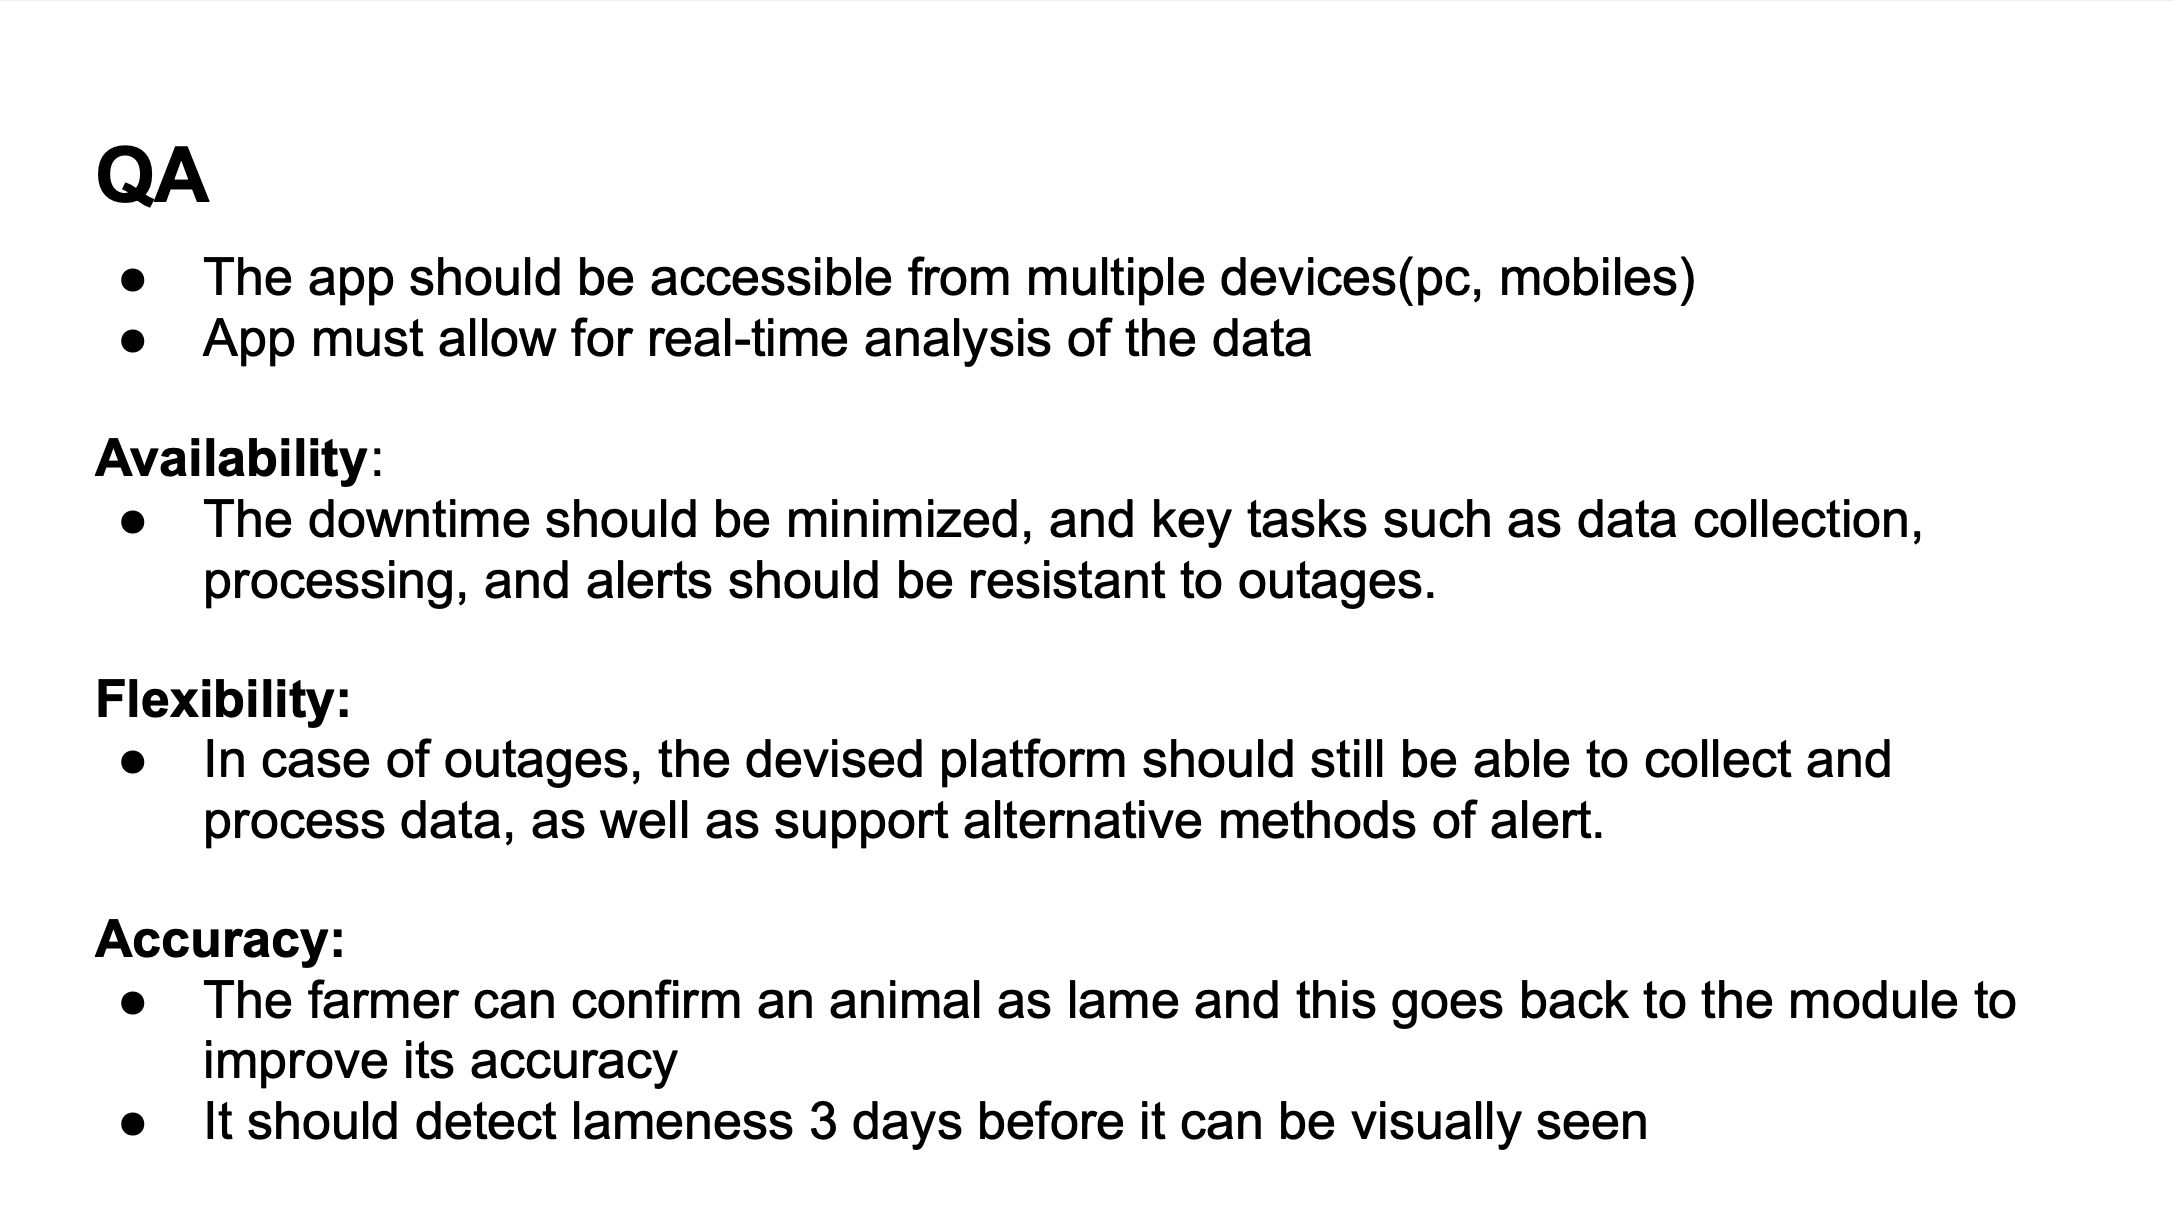 QA
● The app should be accessible from multiple devices(pc, mobiles)
● App must allow for real-time analysis of the data
Availability:
● The downtime should be minimized, and key tasks such as data collection,
processing, and alerts should be resistant to outages.
Flexibility:
● In case of outages, the devised platform should still be able to collect and
process data, as well as support alternative methods of alert.
Accuracy:
● The farmer can confirm an animal as lame and this goes back to the module to
improve its accuracy
● It should detect lameness 3 days before it can be visually seen